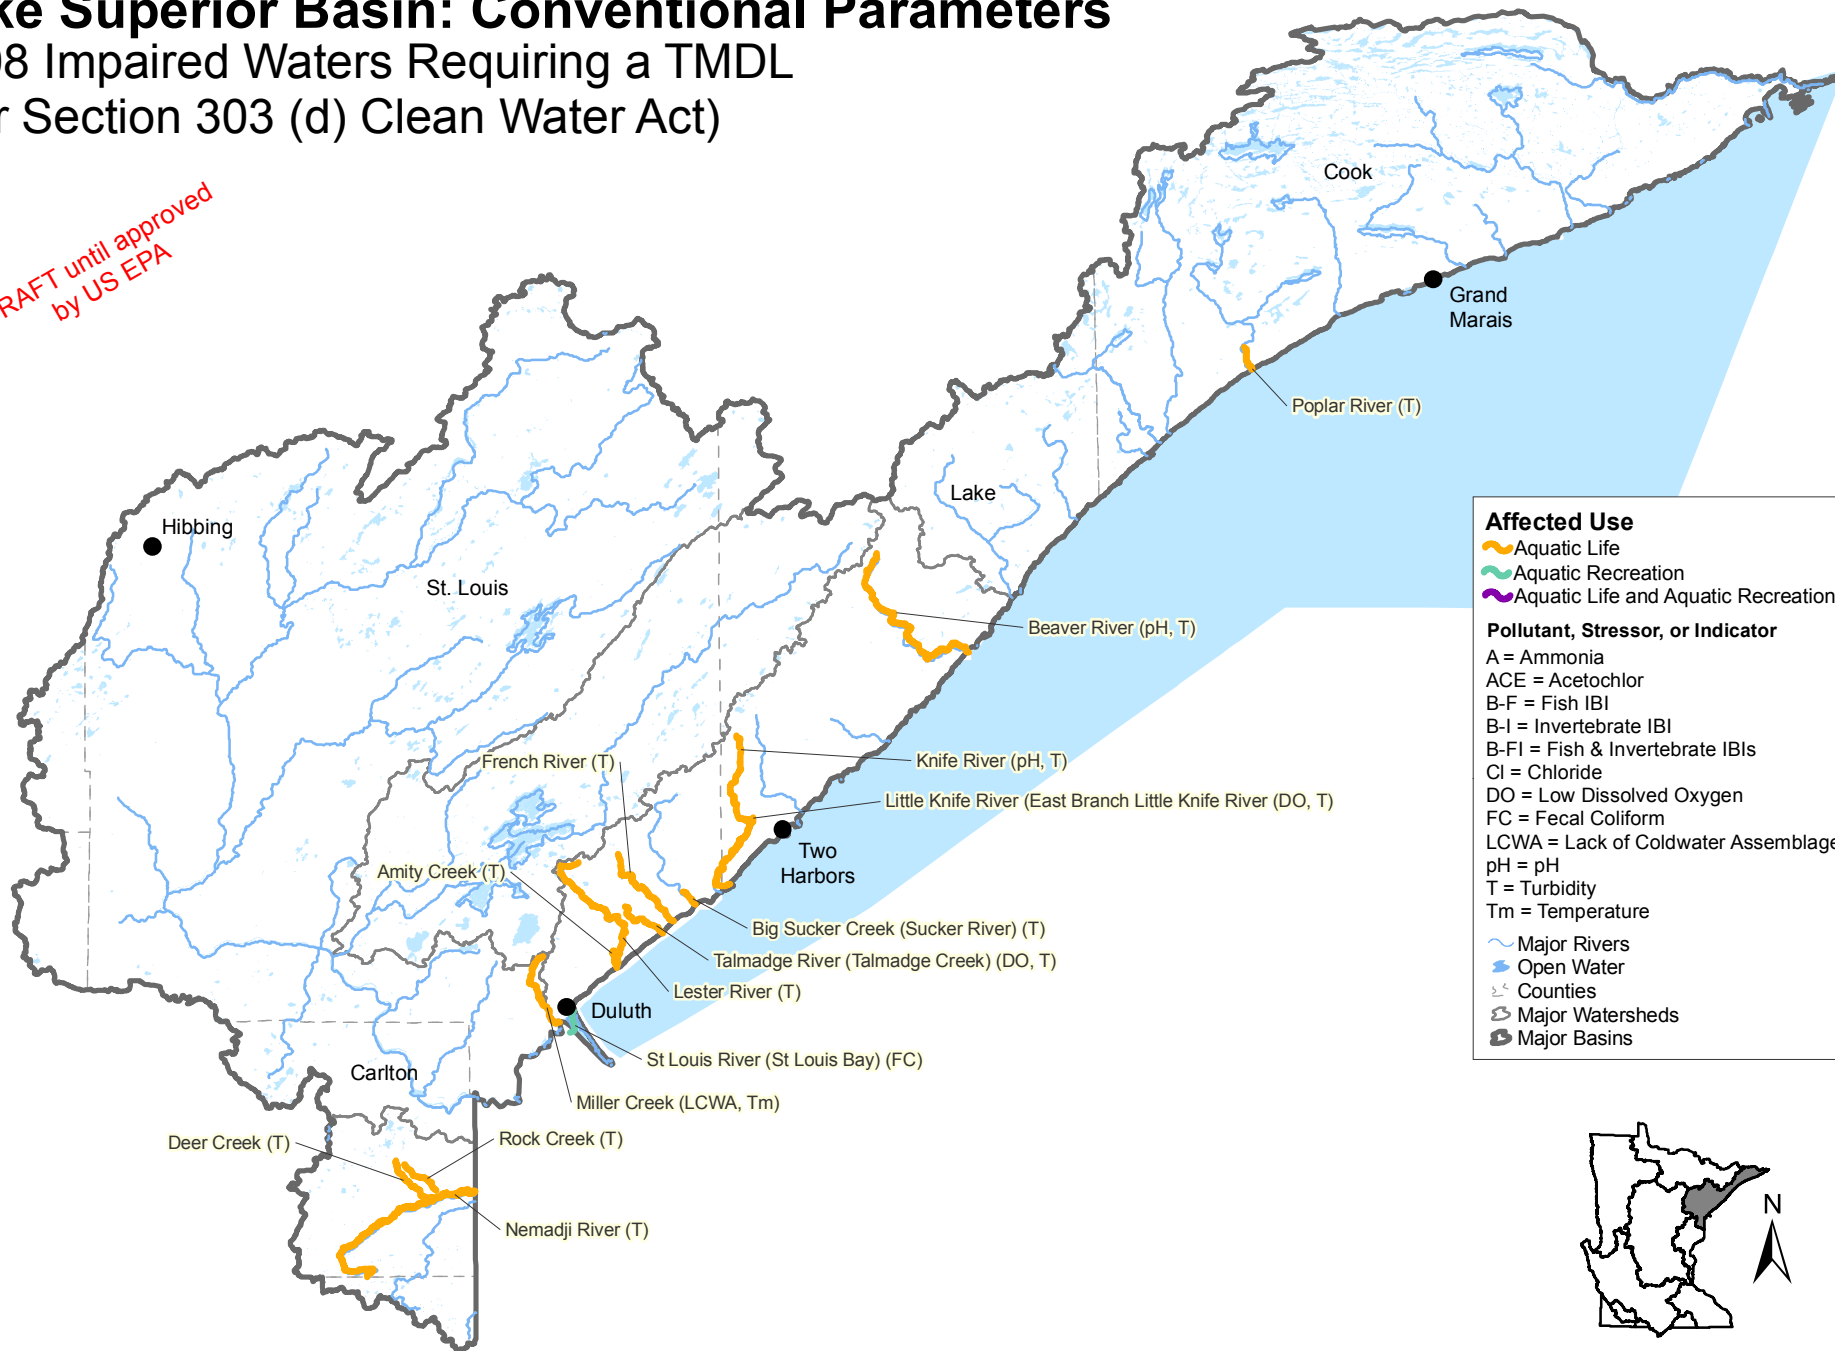 ke Superior Basin: Conventional Parameters
08 Impaired Waters Requiring a TMDL
r Section 303 (d) Clean Water Act)
RAFT until approved
by US EPA
Cook
Grand
Marais
Poplar River (T)
Lake
Hibbing
St. Louis
Beaver River (pH, T)
French River (T)
Knife River (pH, T)
Little Knife River (East Branch Little Knife River (DO, T)
Two
Harbors
Amity Creek (T)
Big Sucker Creek (Sucker River) (T)
Talmadge River (Talmadge Creek) (DO, T)
Lester River (T)
Duluth
St Louis River (St Louis Bay) (FC)
Carlton
Miller Creek (LCWA, Tm)
Deer Creek (T)
Rock Creek (T)
Nemadji River (T)
Affected Use
Aquatic Life
Aquatic Recreation
Aquatic Life and Aquatic Recreation
Pollutant, Stressor, or Indicator
A = Ammonia
ACE = Acetochlor
B-F = Fish IBI
B-I = Invertebrate IBI
B-FI = Fish & Invertebrate IBIs
Cl = Chloride
DO = Low Dissolved Oxygen
FC = Fecal Coliform
LCWA = Lack of Coldwater Assemblage
pH = pH
T = Turbidity
Tm = Temperature
Major Rivers
Open Water
Counties
Major Watersheds
Major Basins
N